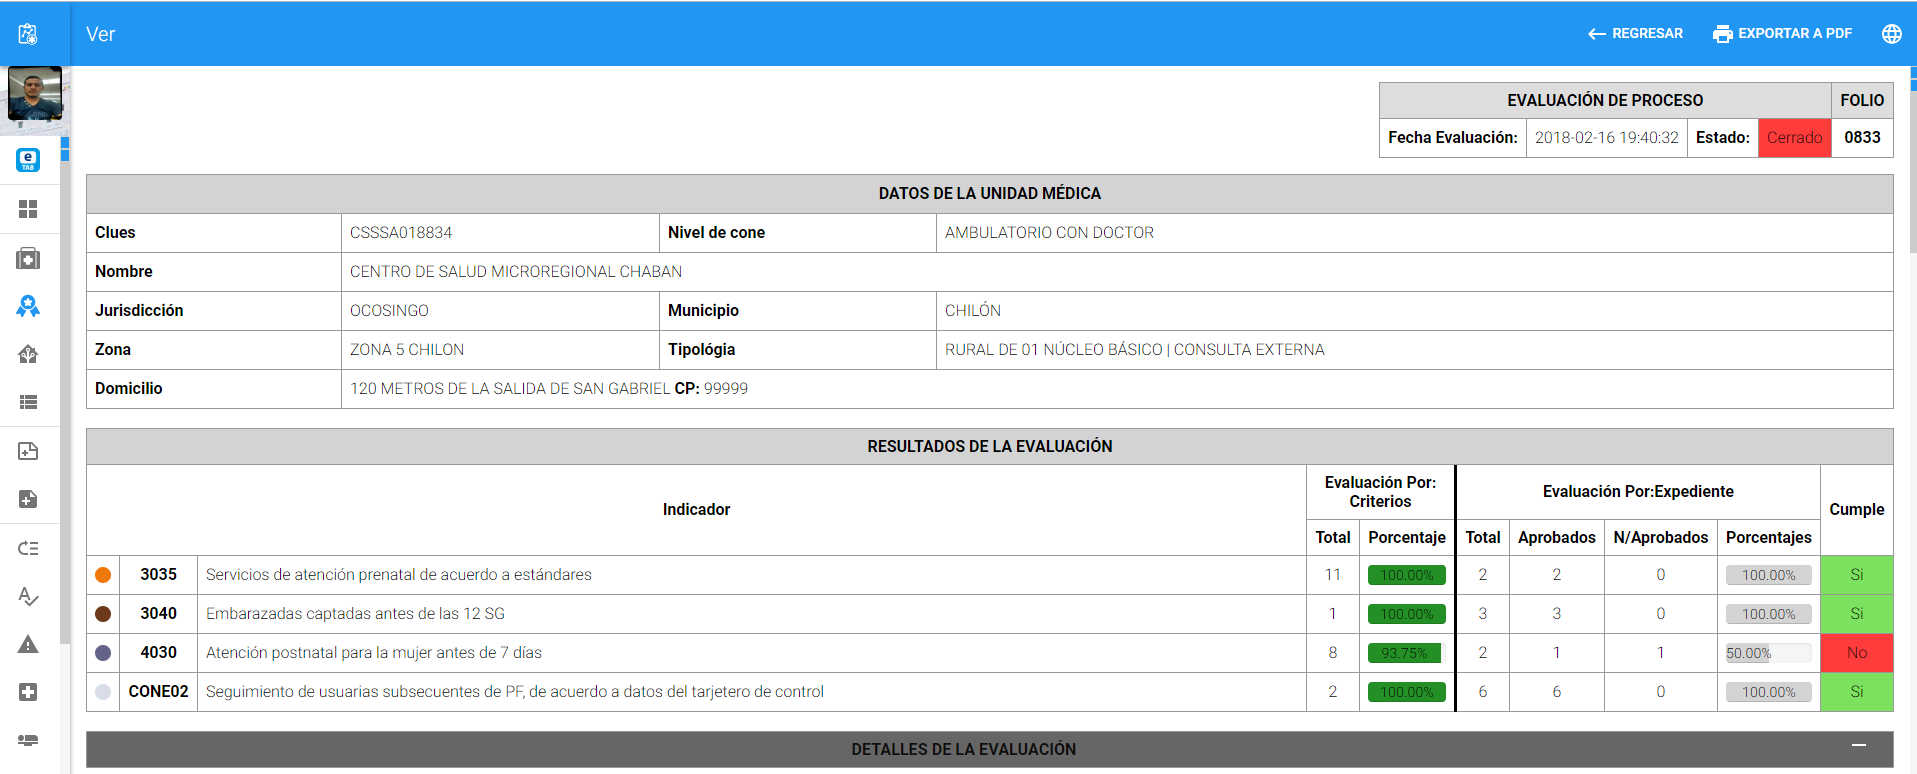 Ver
REGRESAR
EXPORTAR A PDF
e
TAB
EVALUACIÓN DE PROCESO FOLIO
Fecha Evaluación: 2018-02-16 19:40:32 Estado: Cerrado 0833
DATOS DE LA UNIDAD MÉDICA
Clues CSSSA018834 Nivel de cone AMBULATORIO CON DOCTOR
Nombre CENTRO DE SALUD MICROREGIONAL CHABAN
Jurisdicción OCOSINGO Municipio CHILÓN
Zona ZONA 5 CHILON Tipológia RURAL DE 01 NÚCLEO BÁSICO | CONSULTA EXTERNA
Domicilio 120 METROS DE LA SALIDA DE SAN GABRIEL CP: 99999
RESULTADOS DE LA EVALUACIÓN
Indicador
Evaluación Por:
Criterios
Evaluación Por:Expediente
Cumple
Total Porcentaje Total Aprobados N/Aprobados Porcentajes
3035 Servicios de atención prenatal de acuerdo a estándares 11 100.00% 2 2 0 100.00% Si
3040 Embarazadas captadas antes de las 12 SG 1 100.00% 3 3 0 100.00% Si
4030 Atención postnatal para la mujer antes de 7 días 8 93.75% 2 1 1 50.00% No
CONE02 Seguimiento de usuarias subsecuentes de PF, de acuerdo a datos del tarjetero de control 2 100.00% 6 6 0 100.00% Si
DETALLES DE LA EVALUACIÓN